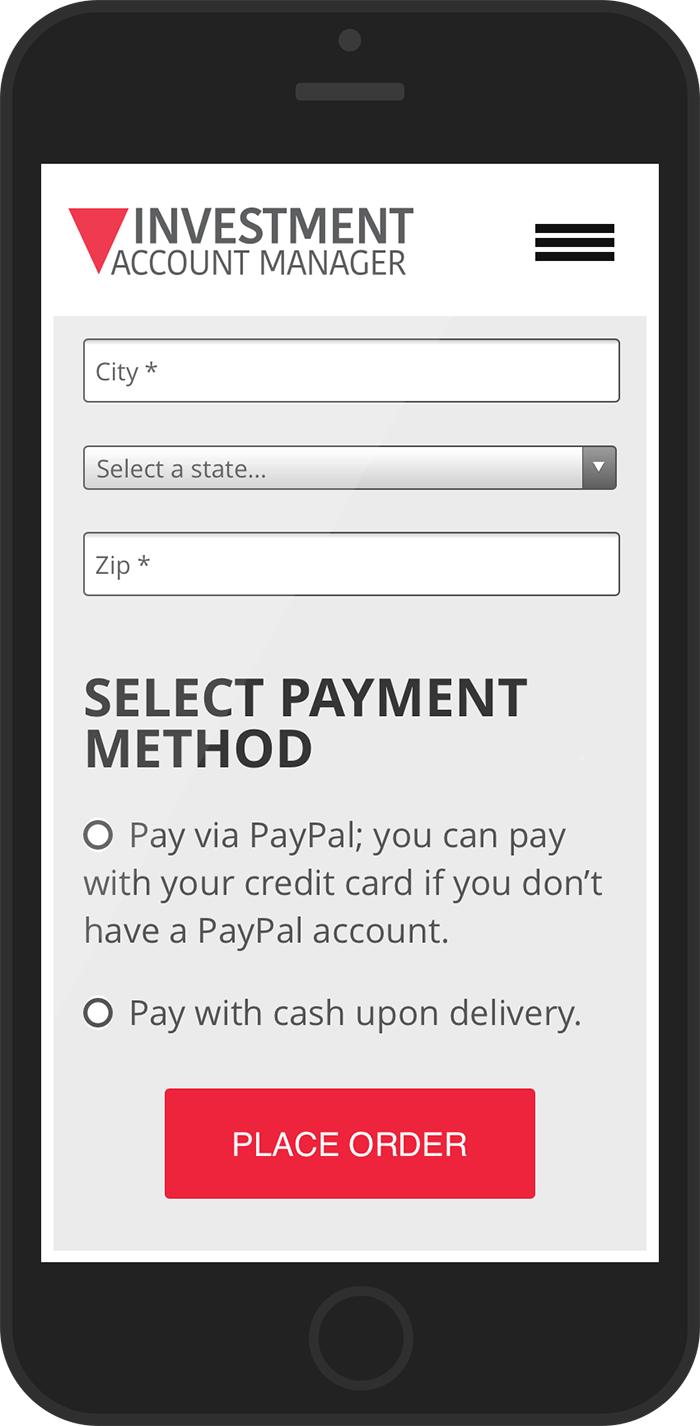 INVESTMENT
ACCOUNT MANAGER
City *
Select a state...
Zip *
SELECT PAYMENT
METHOD
Pay via PayPal; you can pay
with your credit card if you don’t
have a PayPal account.
Pay with cash upon delivery.
PLACE ORDER